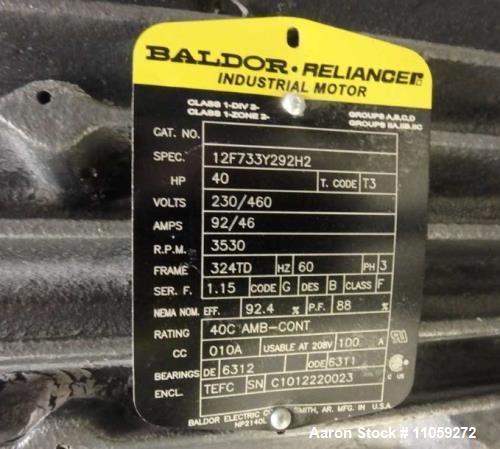 BALDOR · RELIANCE
INDUSTRIAL MOTOR
CLASS 1-DIV 2- GROUPS A,B,C,D
CLASS 1-ZONE 2- GROUPS IIA,IIB,IIC
CAT. NO.
SPEC. 12F733Y292H2
HP 40 T. CODE T3
VOLTS 230/460
AMPS 92/46
R.P.M. 3530
FRAME 324TD HZ 60 PH 3
SER. F. 1.15 CODE G DES B CLASS F
NEMA NOM. EFF. 92.4 % P.F. 88 %
RATING 40C AMB-CONT
CC 010A USABLE AT 208V 100 A
BEARINGS DE 6312 ODE 6311
ENCL. TEFC SN C1012220023
BALDOR ELECTRIC SMITH, AR. MFG. IN U.S.A.
NP2140L
Aaron Stock # 11059272